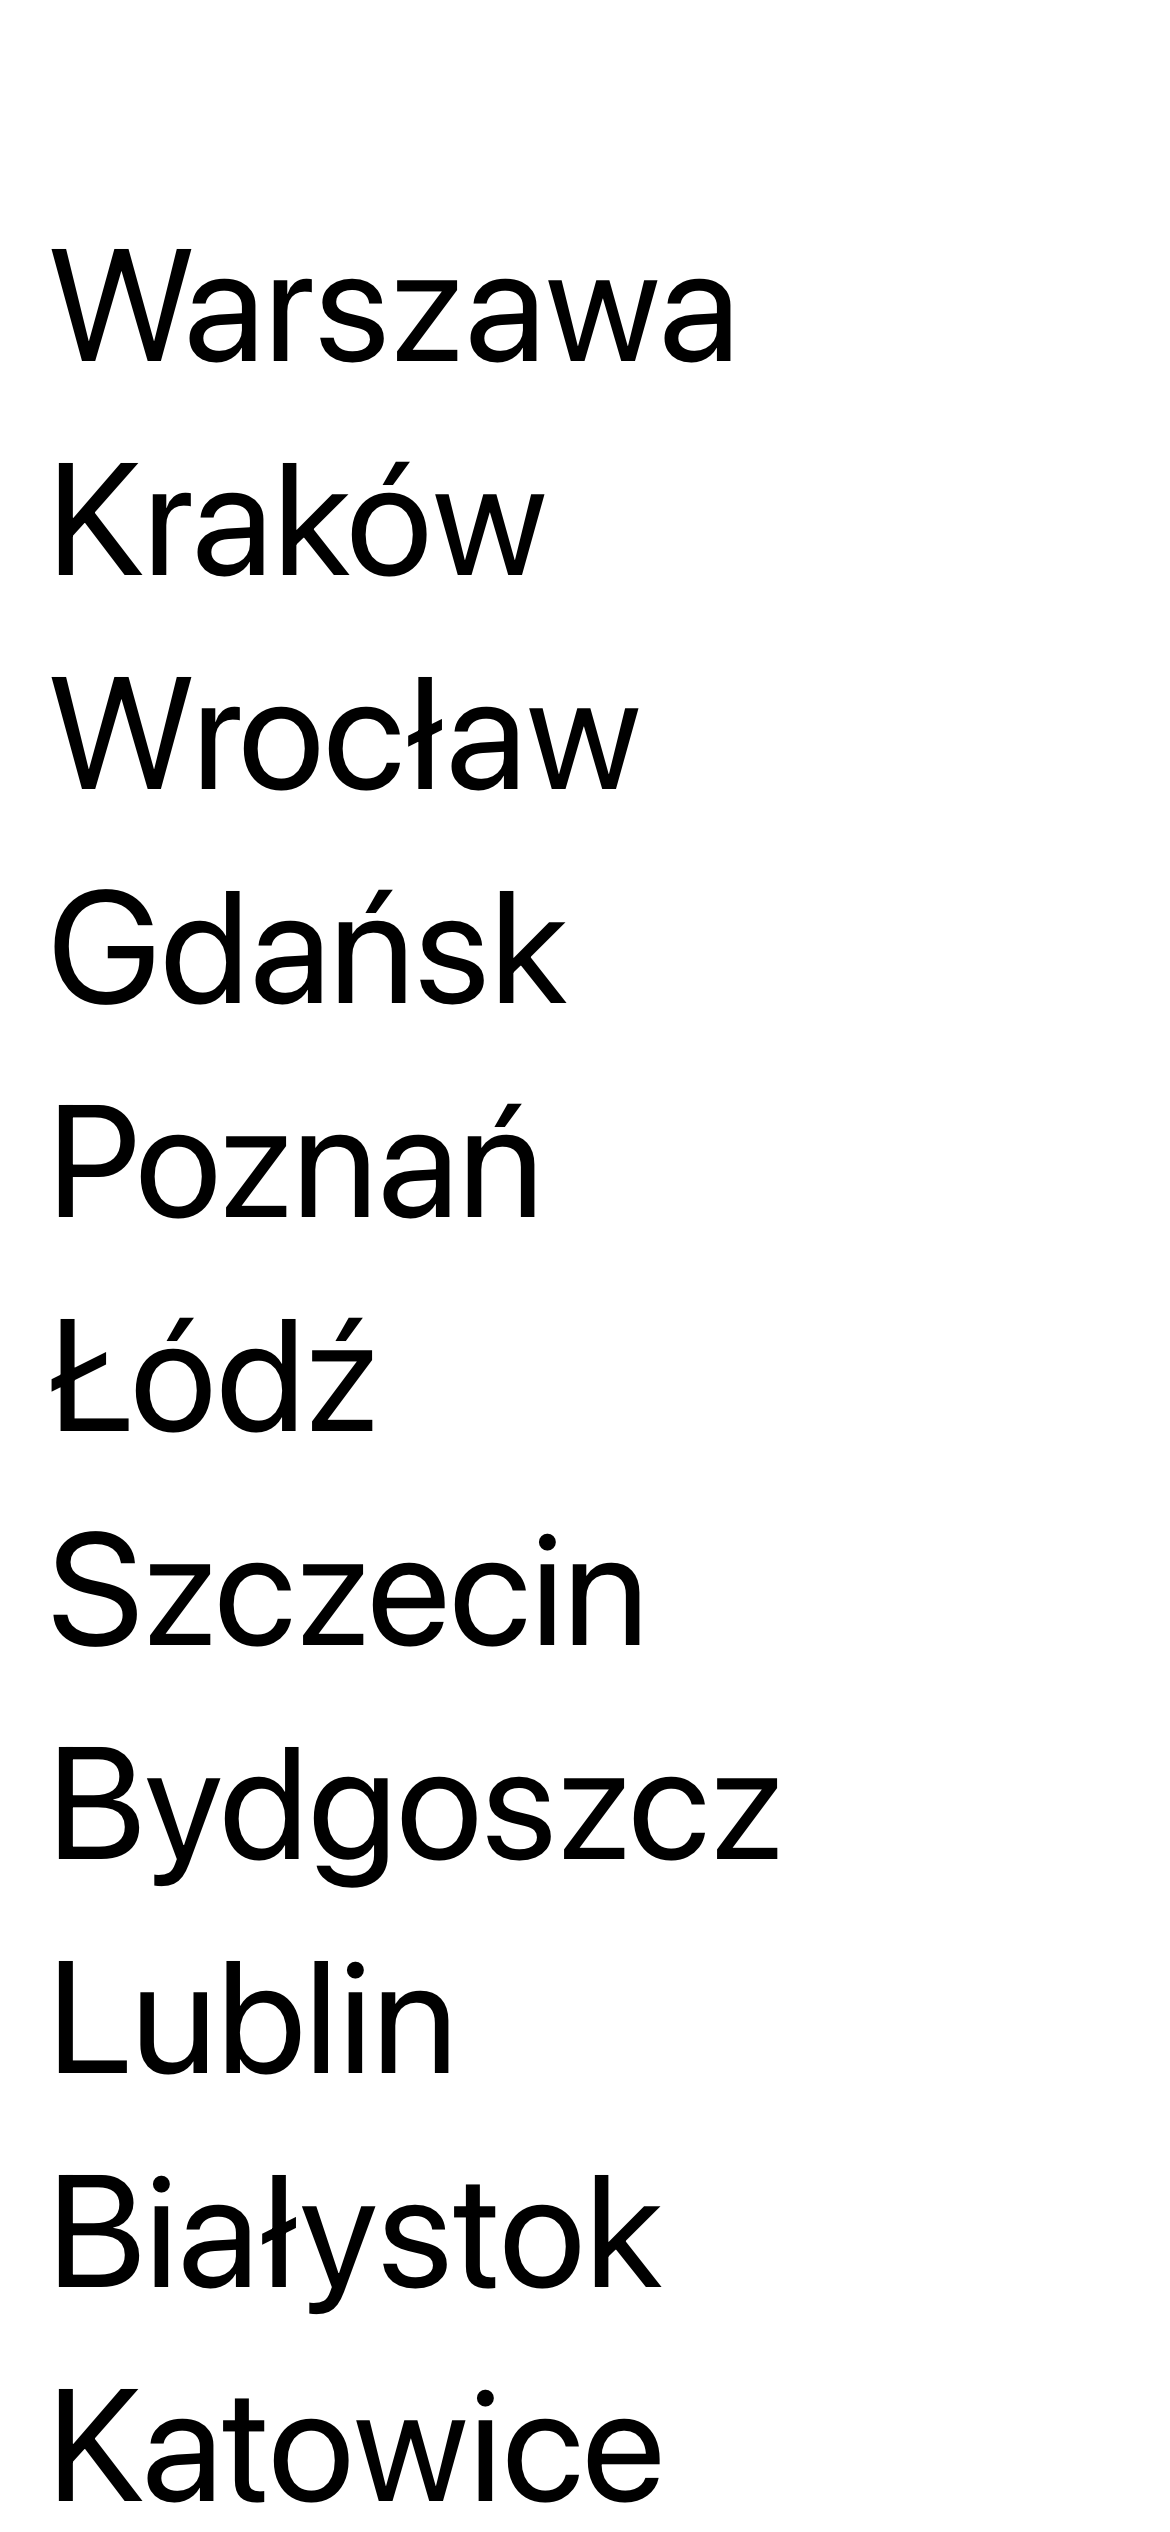 Warszawa
Kraków
Wrocław
Gdańsk
Poznań
Łódź
Szczecin
Bydgoszcz
Lublin
Białystok
Katowice